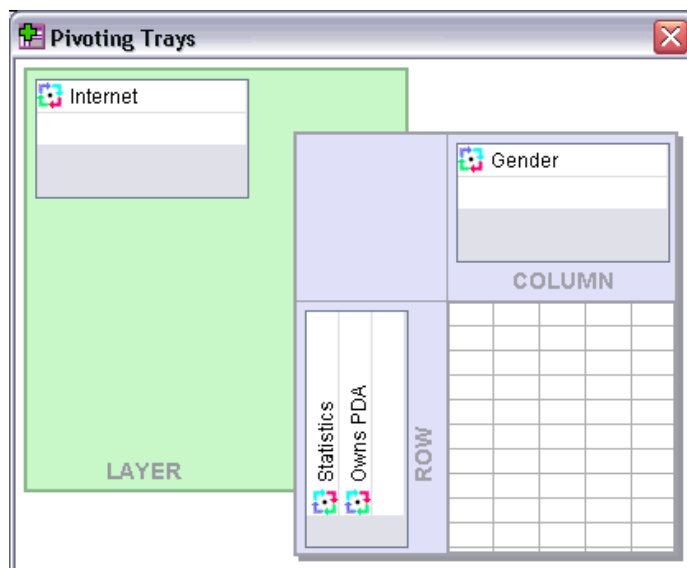 Pivoting Trays
Internet
Gender
COLUMN
Statistics
Owns PDA
ROW
LAYER